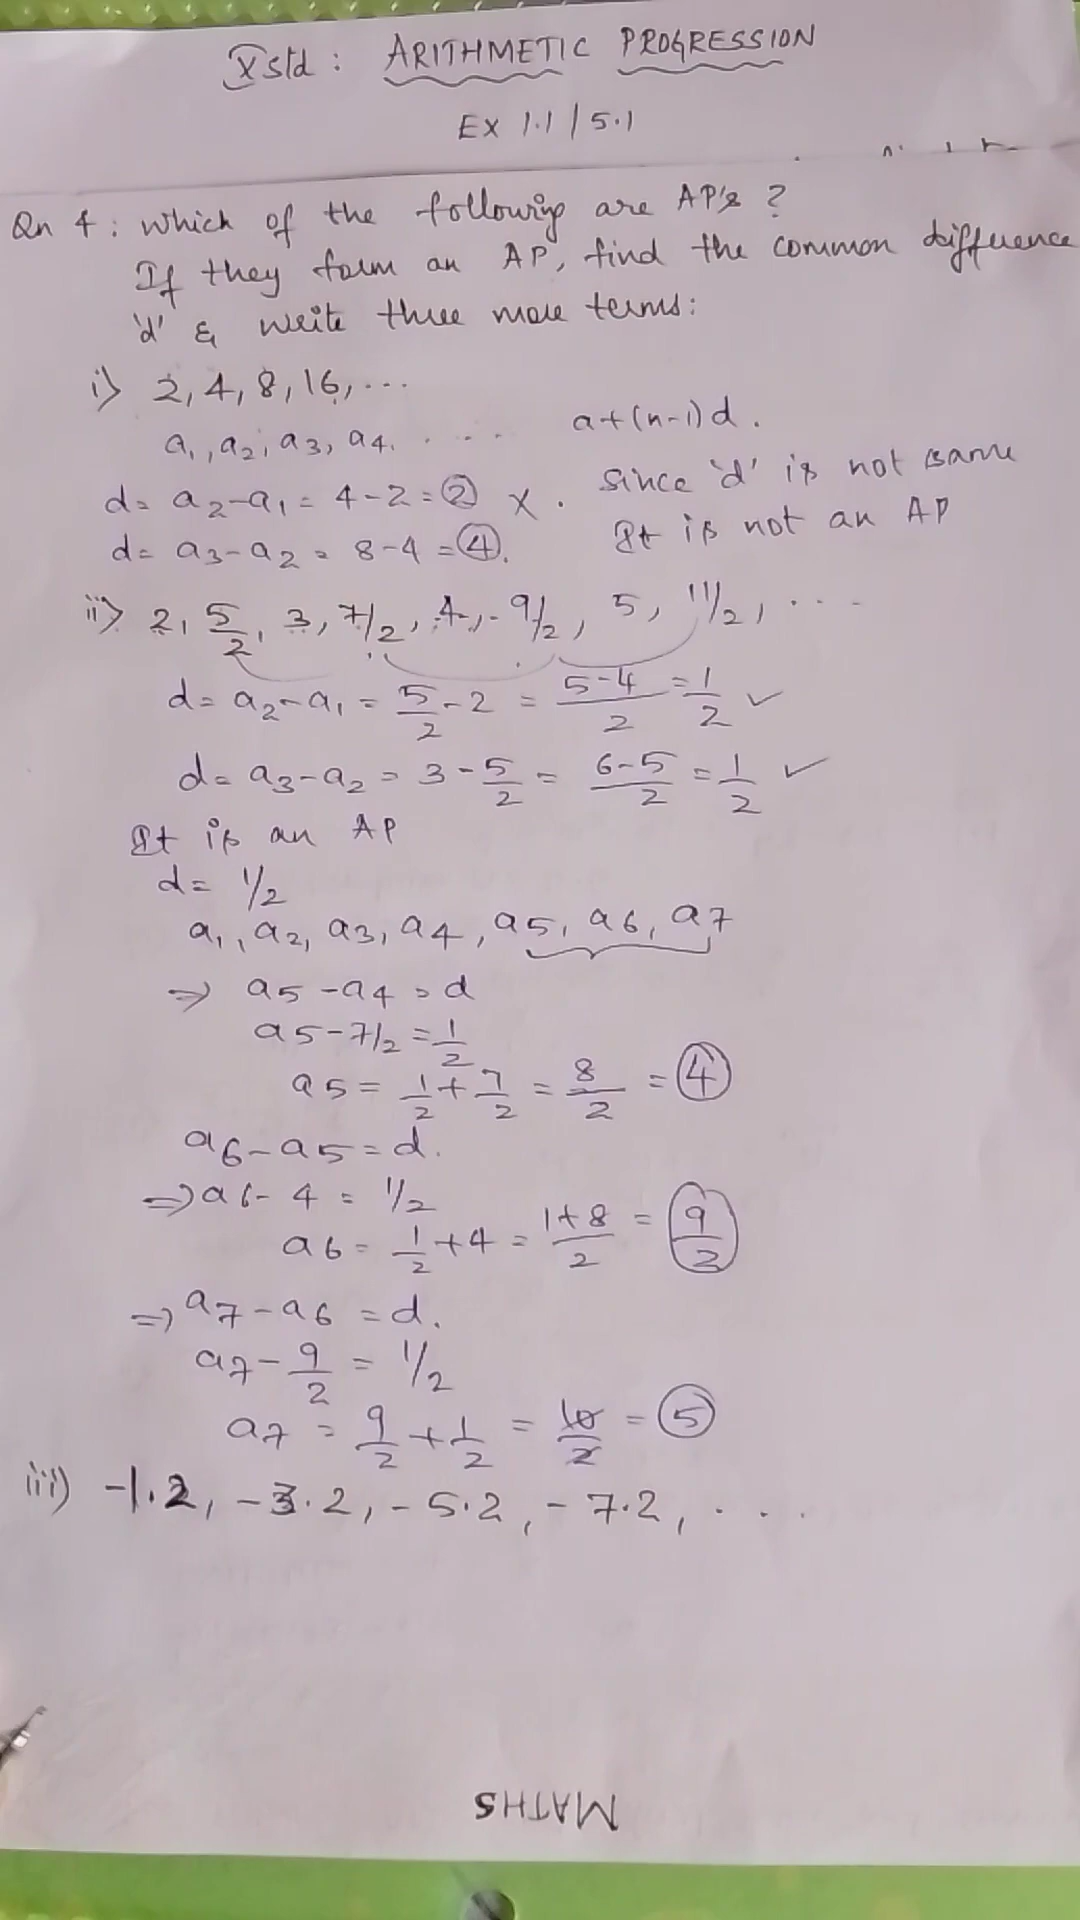 X std : ARITHMETIC PROGRESSION
EX 1.1 / 5.1
Qn 4 : Which of the following are AP's ?
If they form an AP, find the common difference
'd' & write three more terms:
i) 2, 4, 8, 16, ...
a1, a2, a3, a4, . . . .
a+(n-1)d.
d = a2-a1 = 4-2 = 2 X .
since 'd' is not same
d = a3-a2 = 8-4 = 4.
It is not an AP
ii) 2, 5/2, 3, 7/2, 4, 9/2, 5, 11/2, . . .
d = a2-a1 = 5/2 - 2 = 5-4/2 = 1/2 ✓
d = a3-a2 = 3 - 5/2 = 6-5/2 = 1/2 ✓
It is an AP
d = 1/2
a1, a2, a3, a4, a5, a6, a7
⇒ a5-a4 = d
a5-7/2 = 1/2
a5 = 1/2 + 7/2 = 8/2 = 4
a6-a5 = d.
⇒ a6-4 = 1/2
a6 = 1/2 + 4 = 1+8/2 = 9/2
⇒ a7-a6 = d.
a7 - 9/2 = 1/2
a7 = 9/2 + 1/2 = 10/2 = 5
iii) -1.2, -3.2, -5.2, -7.2, . . .
MATHS